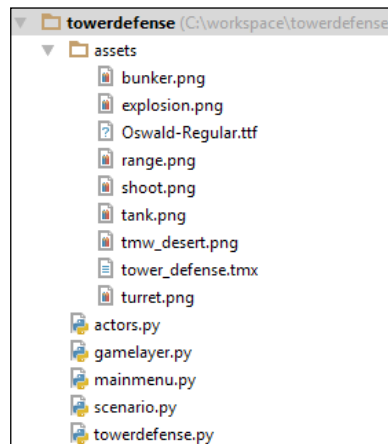 towerdefense (C:\workspace\towerdefense
assets
bunker.png
explosion.png
Oswald-Regular.ttf
range.png
shoot.png
tank.png
tmw_desert.png
tower_defense.tmx
turret.png
actors.py
gamelayer.py
mainmenu.py
scenario.py
towerdefense.py